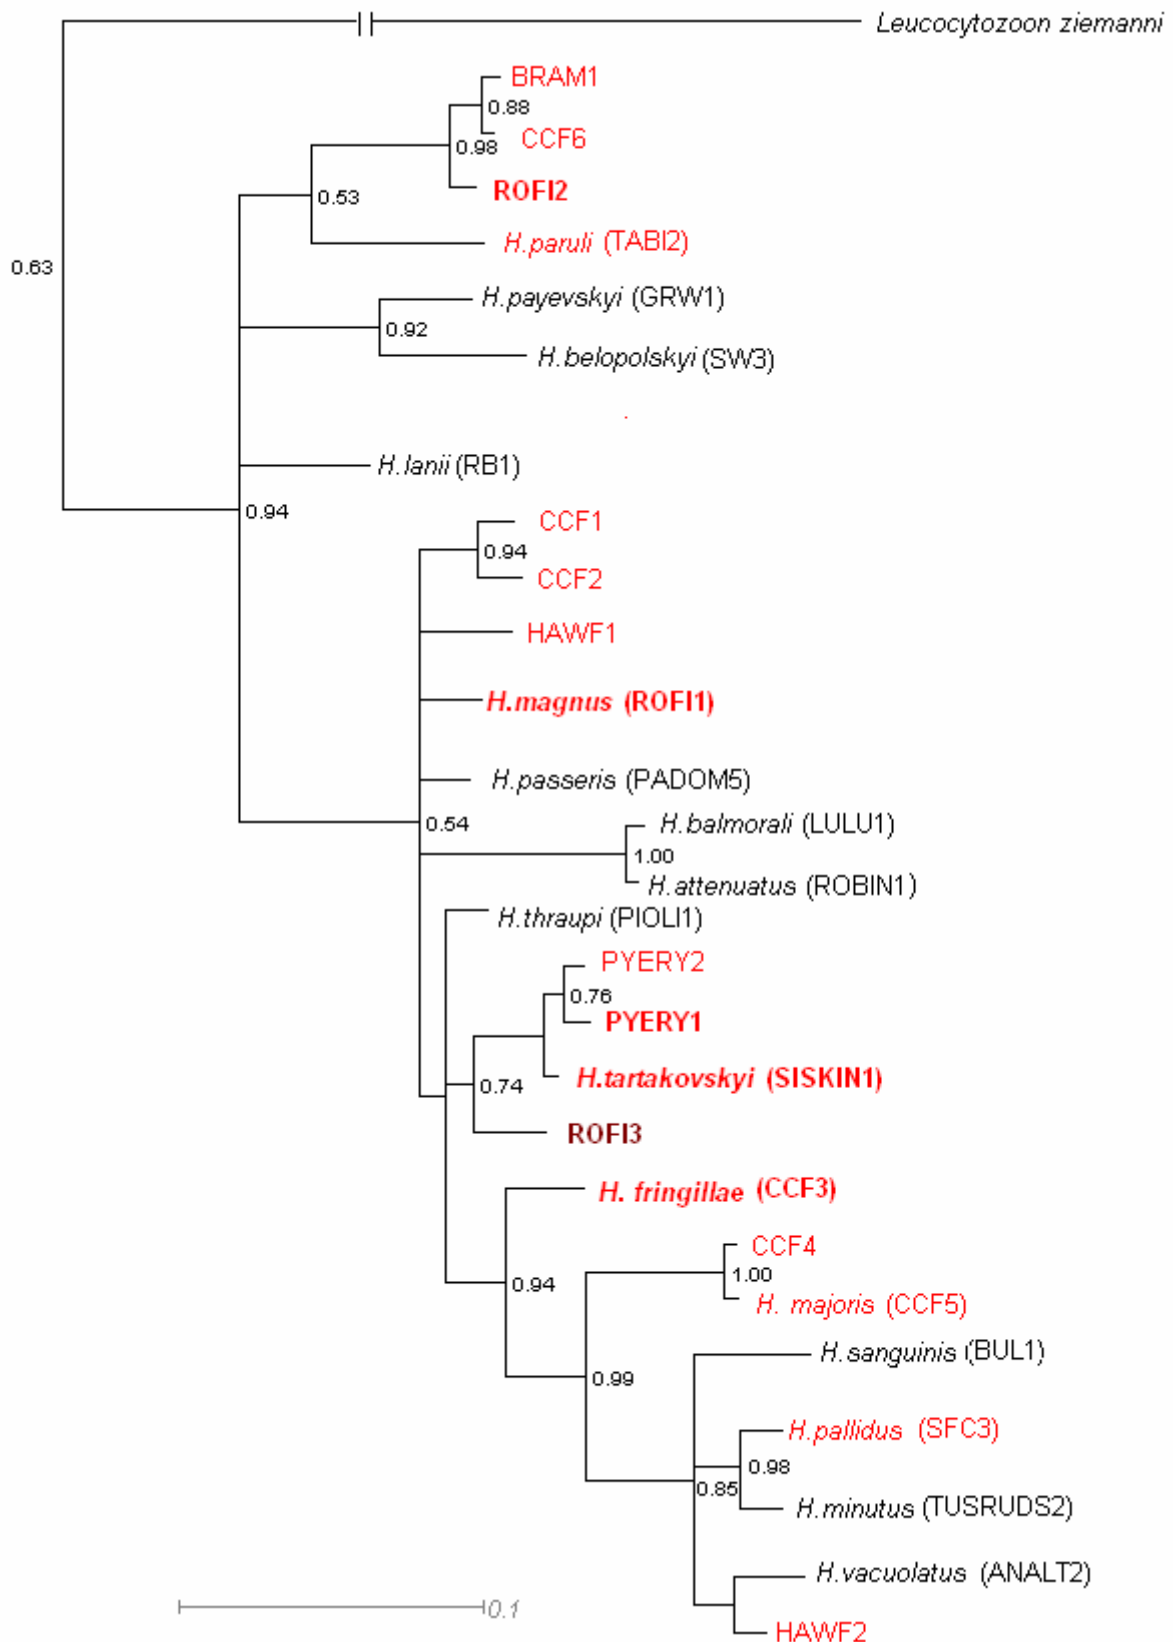 Leucocytozoon ziemanni
BRAM1
0.88
CCF6
0.98
ROFI2
0.53
H.paruli (TABI2)
0.63
H.payevskyi (GRW1)
0.92
H.belopolskyi (SW3)
H.lanii (RB1)
0.94
CCF1
0.94
CCF2
HAWF1
H.magnus (ROFI1)
H.passeris (PADOM5)
0.54
H.balmorali (LULU1)
1.00
H.attenuatus (ROBIN1)
H.thraupi (PIOLI1)
PYERY2
0.76
PYERY1
H.tartakovskyi (SISKIN1)
0.74
ROFI3
H. fringillae (CCF3)
CCF4
1.00
0.94
H. majoris (CCF5)
H.sanguinis (BUL1)
0.99
H.pallidus (SFC3)
0.98
0.85
H.minutus (TUSRUDS2)
H.vacuolatus (ANALT2)
0.1
HAWF2